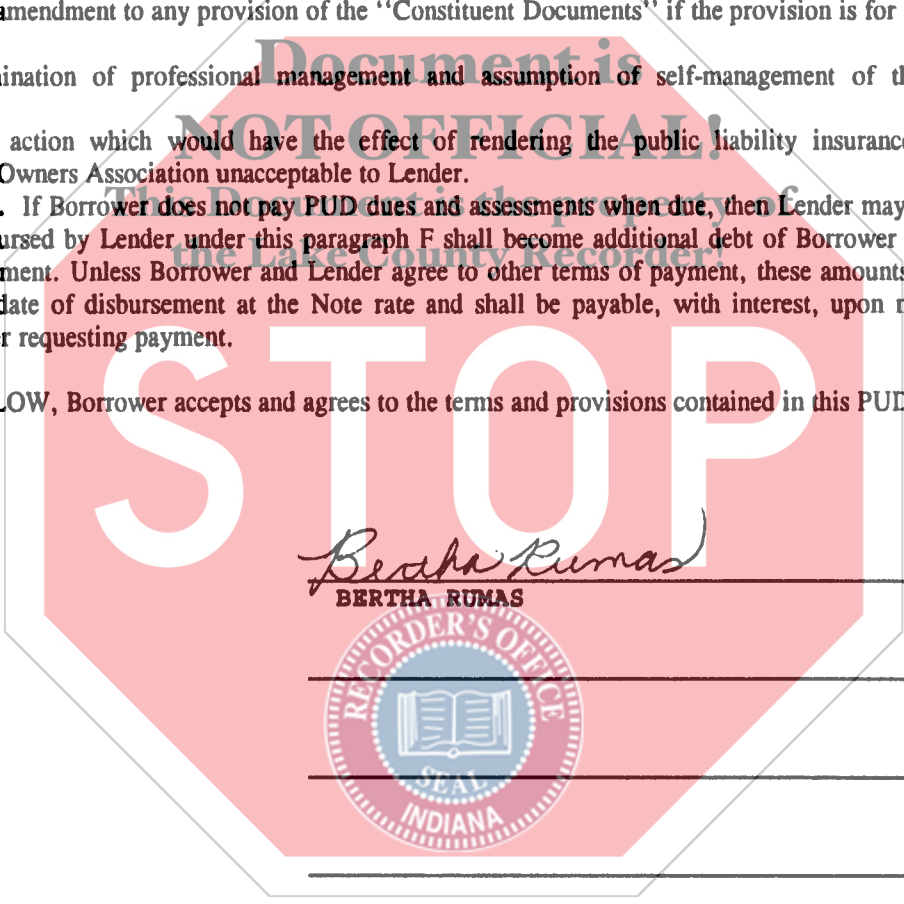 amendment to any provision of the "Constituent Documents" if the provision is for
Document is
ination of professional management and assumption of self-management of th
NOT OFFICIAL!
action which would have the effect of rendering the public liability insurance
Owners Association unacceptable to Lender.
This Document is the property of
. If Borrower does not pay PUD dues and assessments when due, then Lender may
ursed by Lender under this paragraph F shall become additional debt of Borrower
the Lake County Recorder!
ment. Unless Borrower and Lender agree to other terms of payment, these amounts
date of disbursement at the Note rate and shall be payable, with interest, upon n
r requesting payment.
STOP
LOW, Borrower accepts and agrees to the terms and provisions contained in this PUD
Bertha Rumas
BERTHA RUMAS
RECORDER'S OFFICE
SEAL
INDIANA